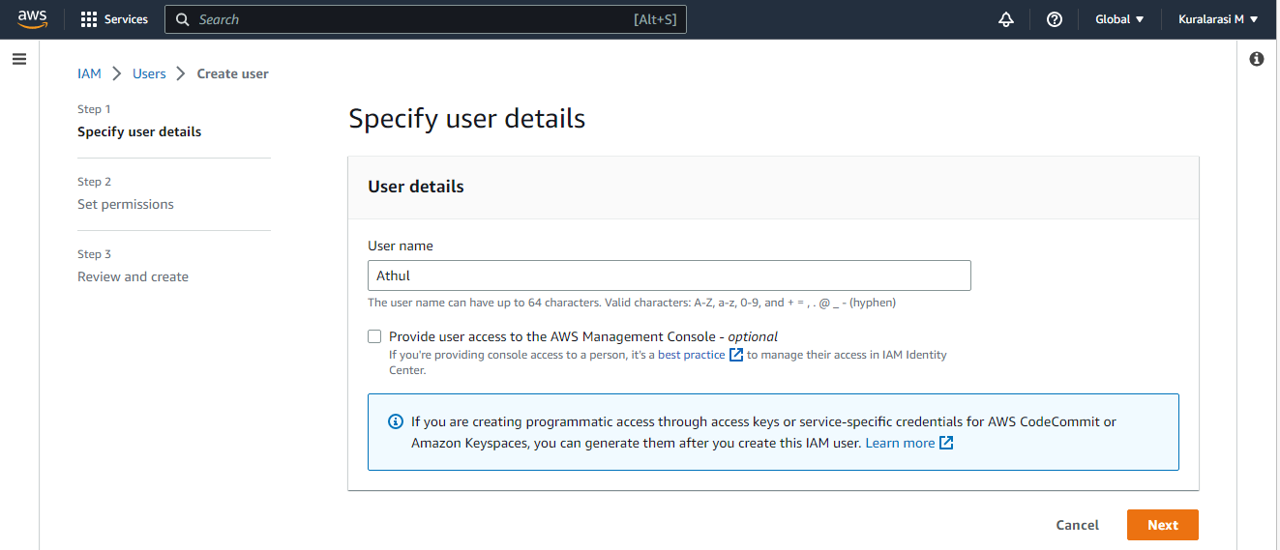 aws Services Search [Alt+S] Global Kuralarasi M
IAM > Users > Create user
Step 1
Specify user details
Step 2
Set permissions
Step 3
Review and create
Specify user details
User details
User name
Athul
The user name can have up to 64 characters. Valid characters: A-Z, a-z, 0-9, and + = , . @ _ - (hyphen)
Provide user access to the AWS Management Console - optional
If you're providing console access to a person, it's a best practice to manage their access in IAM Identity
Center.
If you are creating programmatic access through access keys or service-specific credentials for AWS CodeCommit or
Amazon Keyspaces, you can generate them after you create this IAM user. Learn more
Cancel Next